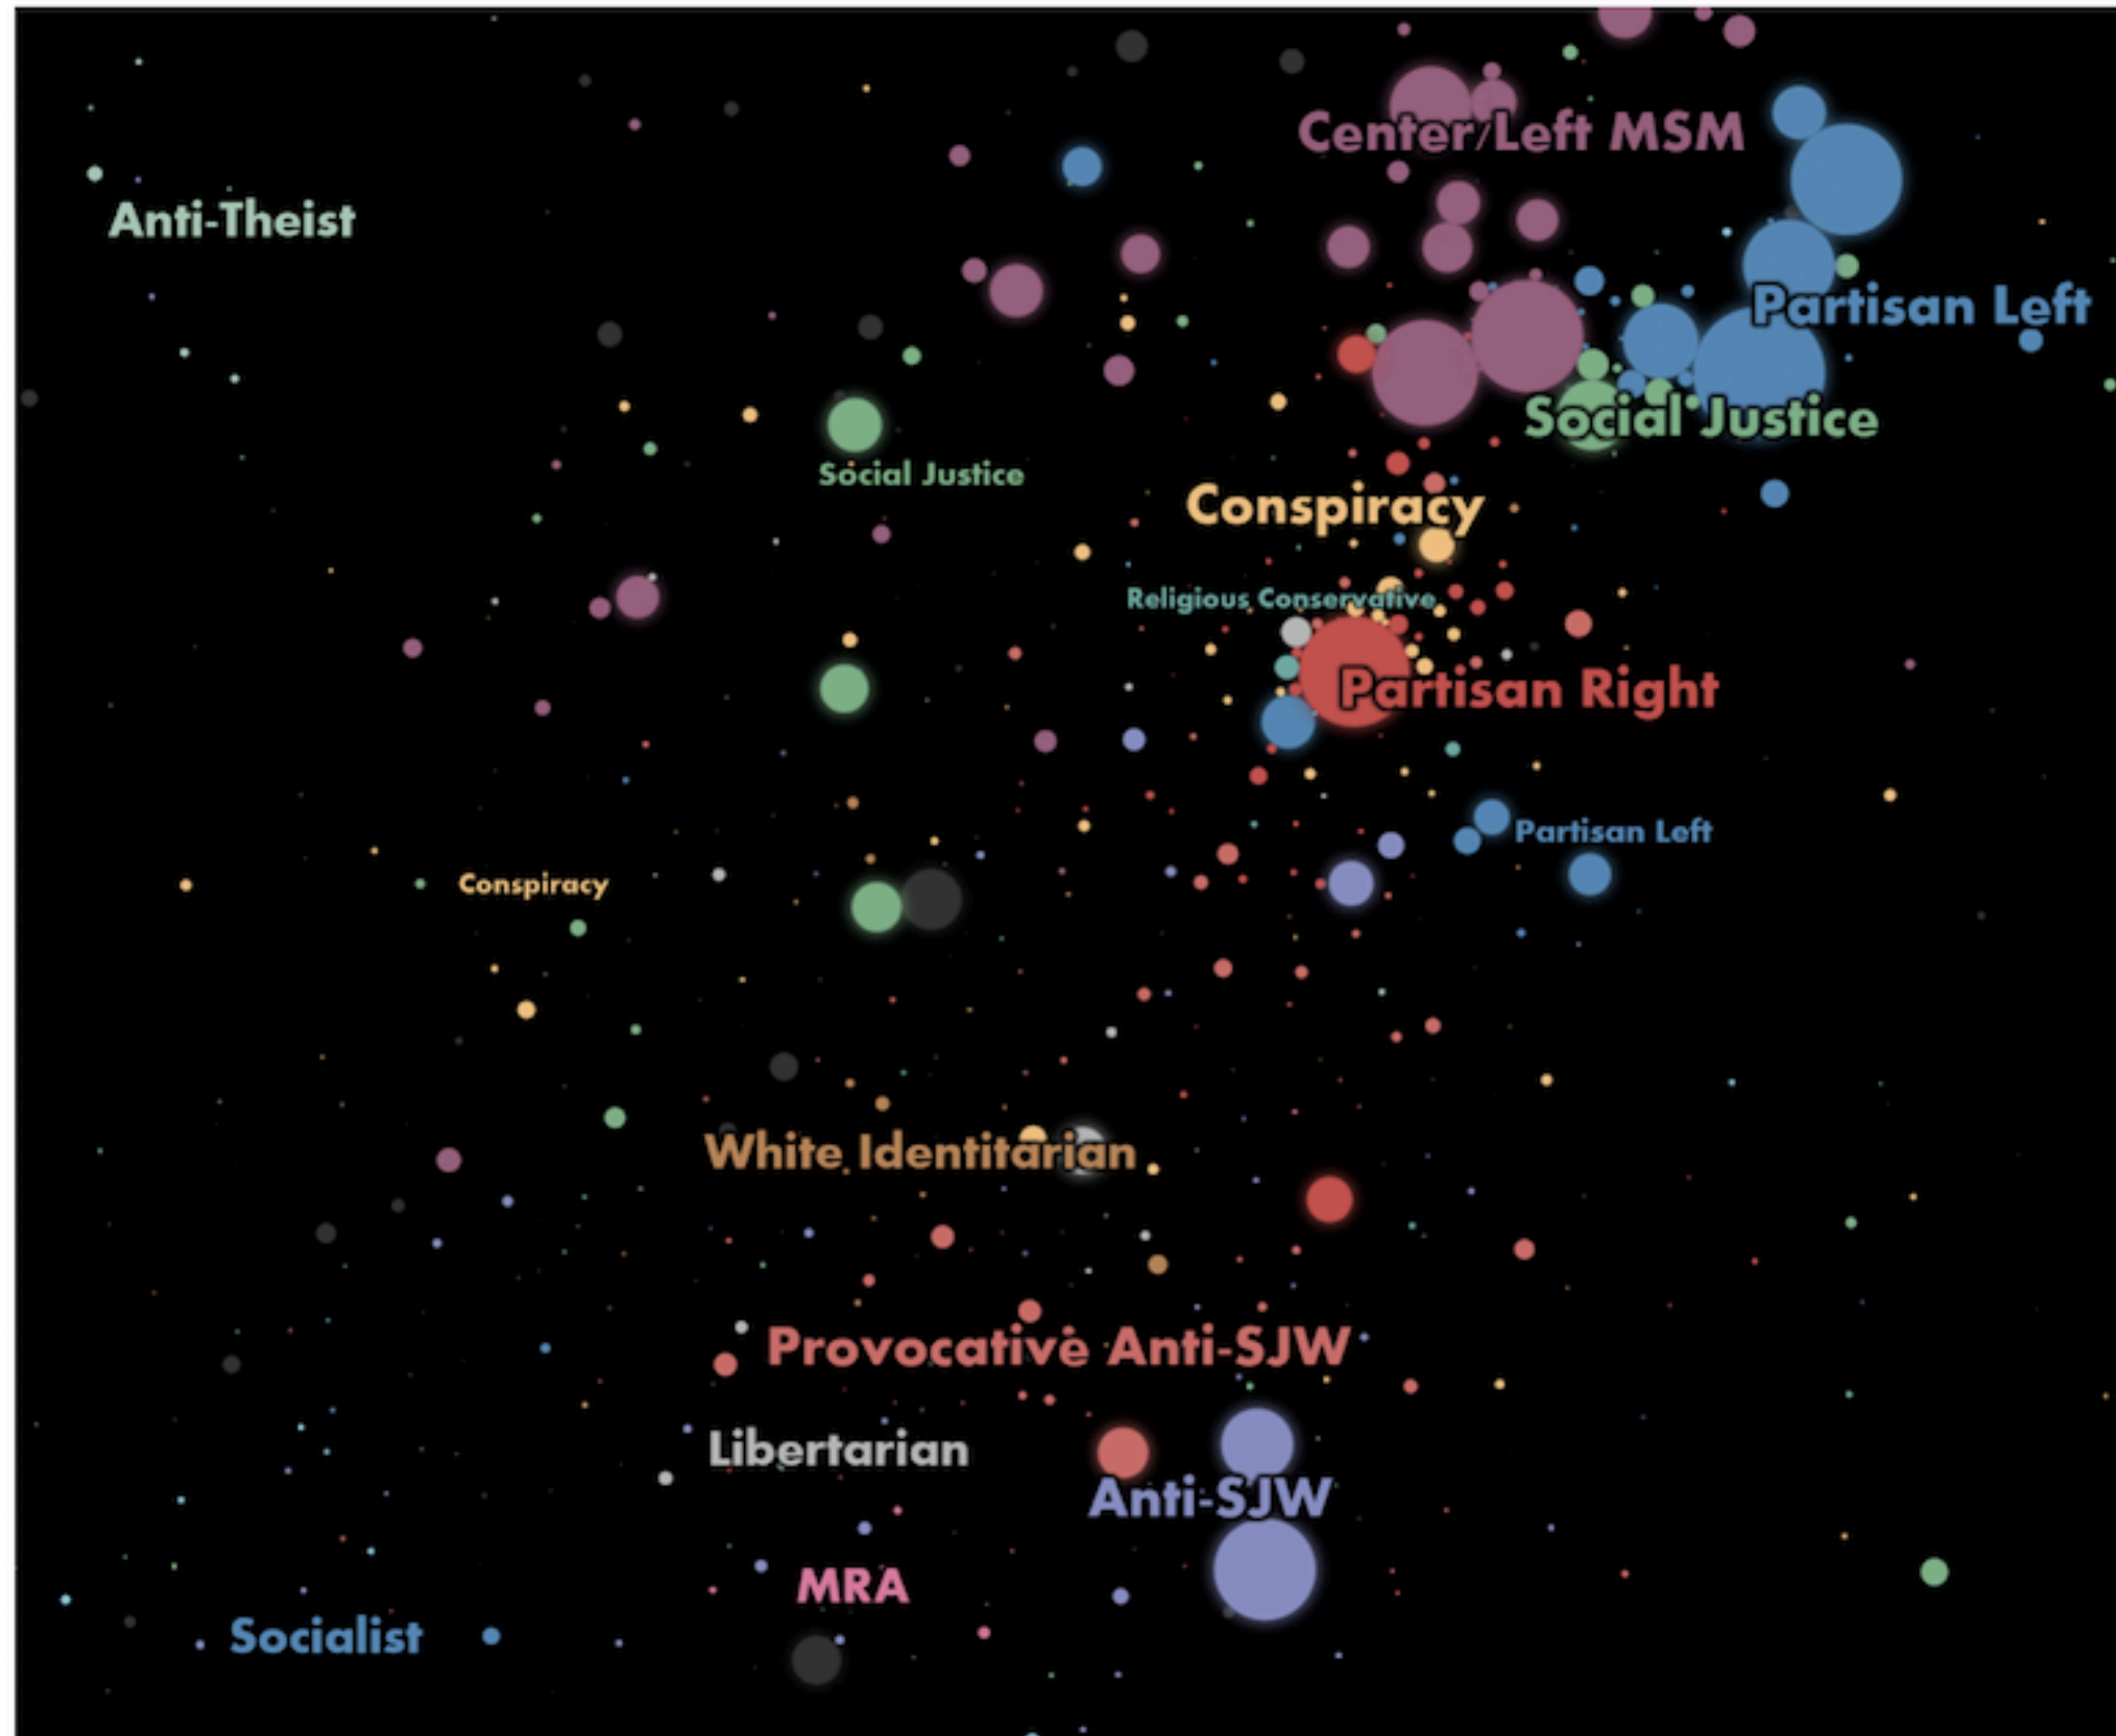 Center/Left MSM
Anti-Theist
Partisan Left
Social Justice
Social Justice
Conspiracy
Religious Conservative
Partisan Right
Partisan Left
Conspiracy
White Identitarian
Provocative Anti-SJW
Libertarian
Anti-SJW
MRA
Socialist